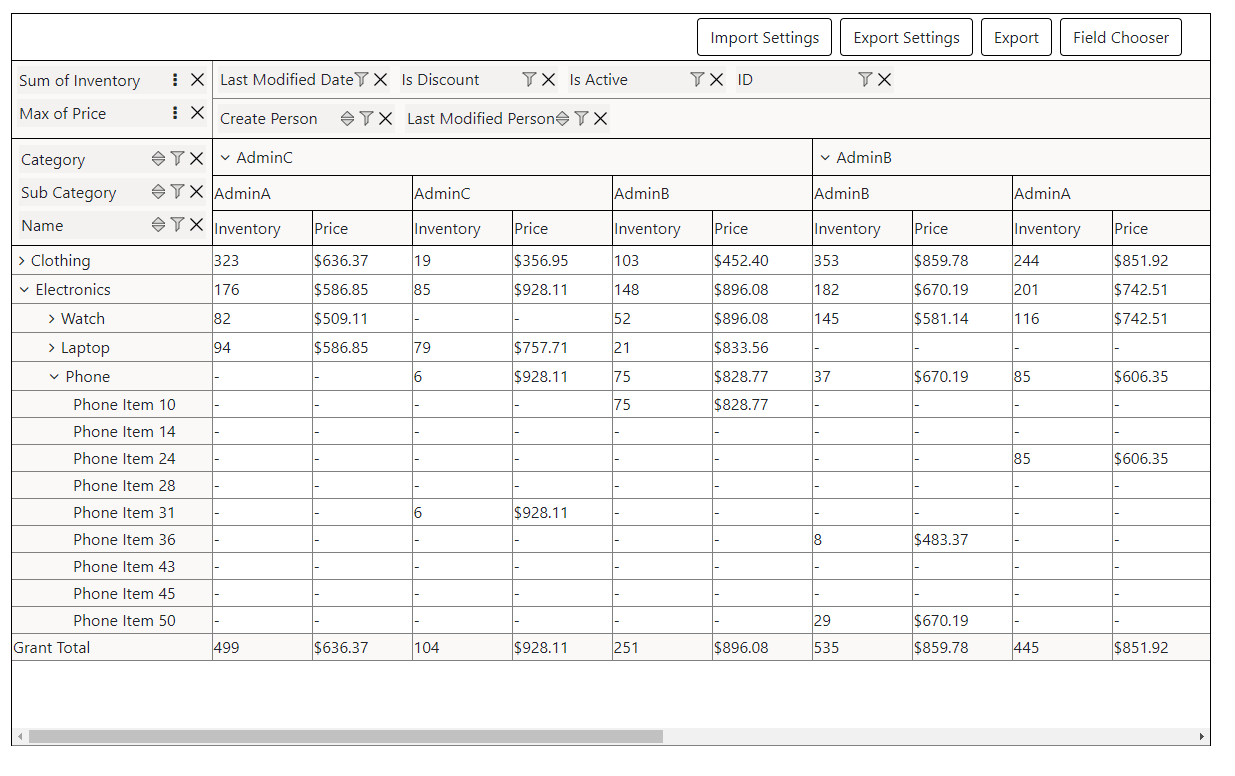 Import Settings Export Settings Export Field Chooser
Sum of Inventory Last Modified Date Is Discount Is Active ID
Max of Price Create Person Last Modified Person
Category AdminC AdminB
Sub Category AdminA AdminC AdminB AdminB AdminA
Name Inventory Price Inventory Price Inventory Price Inventory Price Inventory Price
Clothing 323 $636.37 19 $356.95 103 $452.40 353 $859.78 244 $851.92
Electronics 176 $586.85 85 $928.11 148 $896.08 182 $670.19 201 $742.51
Watch 82 $509.11 - - 52 $896.08 145 $581.14 116 $742.51
Laptop 94 $586.85 79 $757.71 21 $833.56 - - - -
Phone - - 6 $928.11 75 $828.77 37 $670.19 85 $606.35
Phone Item 10 - - - - 75 $828.77 - - - -
Phone Item 14 - - - - - - - - - -
Phone Item 24 - - - - - - - - 85 $606.35
Phone Item 28 - - - - - - - - - -
Phone Item 31 - - 6 $928.11 - - - - - -
Phone Item 36 - - - - - - 8 $483.37 - -
Phone Item 43 - - - - - - - - - -
Phone Item 45 - - - - - - - - - -
Phone Item 50 - - - - - - 29 $670.19 - -
Grant Total 499 $636.37 104 $928.11 251 $896.08 535 $859.78 445 $851.92